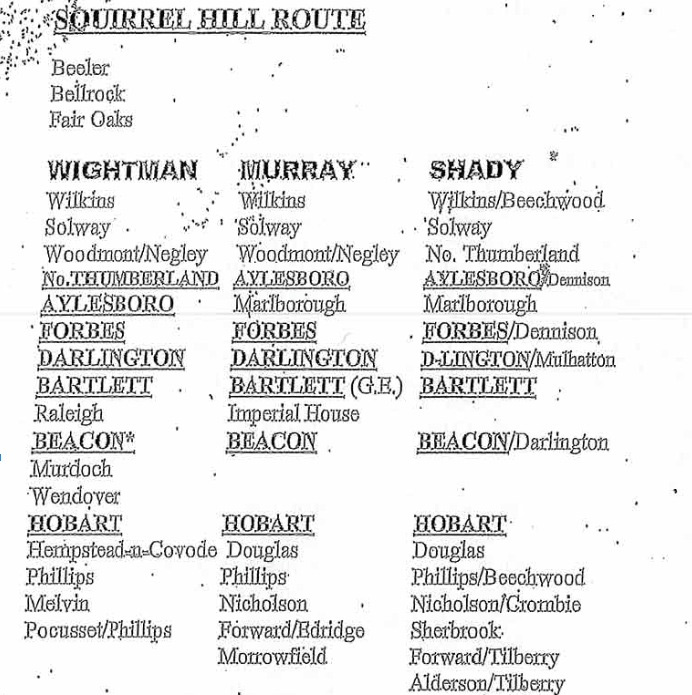 SQUIRREL HILL ROUTE
Beeler
Bellrock
Fair Oaks
WIGHTMAN MURRAY SHADY
Wilkins Wilkins Wilkins/Beechwood
Solway Solway Solway
Woodmont/Negley Woodmont/Negley No. Thumberland
No.THUMBERLAND AYLESBORO AYLESBORO*Dennison
AYLESBORO Marlborough Marlborough
FORBES FORBES FORBES/Dennison
DARLINGTON DARLINGTON D-LINGTON/Mulhatton
BARTLETT BARTLETT (G.E.) BARTLETT
Raleigh Imperial House
BEACON* BEACON BEACON/Darlington
Murdoch
Wendover
HOBART HOBART HOBART
Hempstead-n-Covode Douglas Douglas
Phillips Phillips Phillips/Beechwood
Melvin Nicholson Nicholson/Crombie
Pocusset/Phillips Forward/Edridge Sherbrook
Morrowfield Forward/Tilberry
Alderson/Tilberry